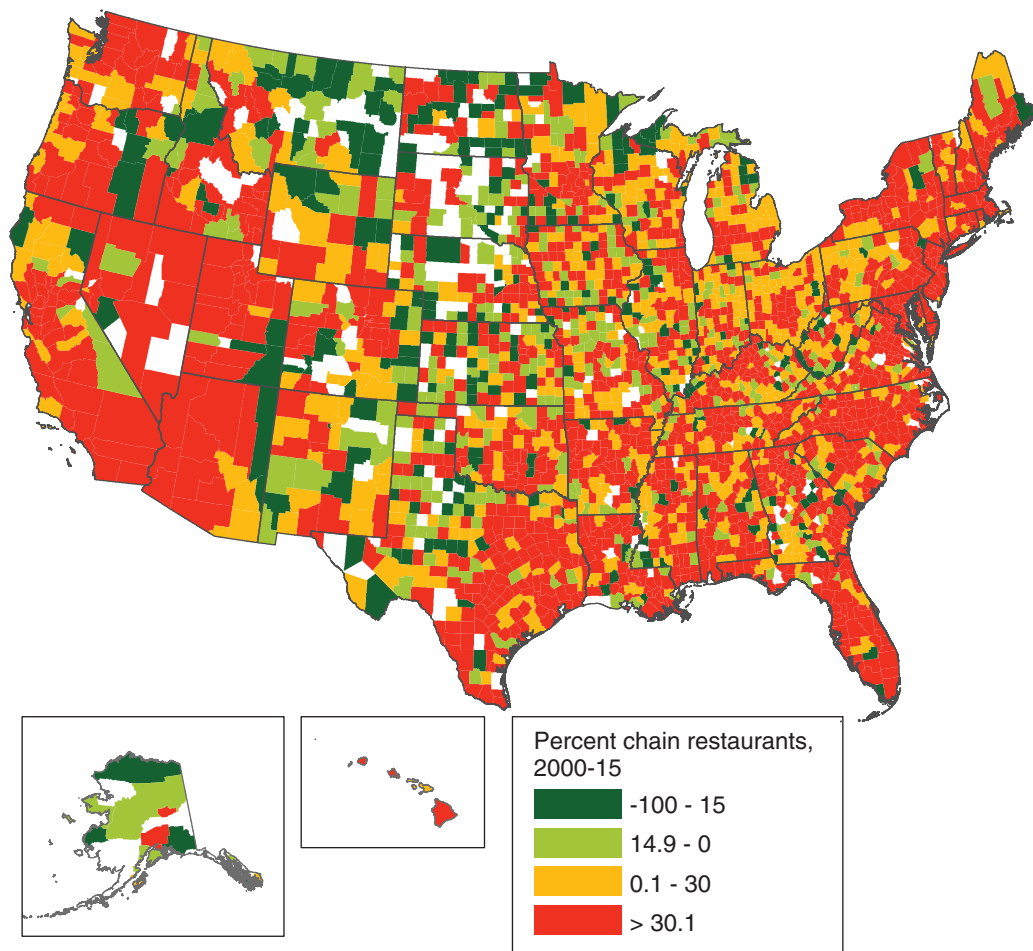 Percent chain restaurants,
2000-15
-100 - 15
14.9 - 0
0.1 - 30
> 30.1